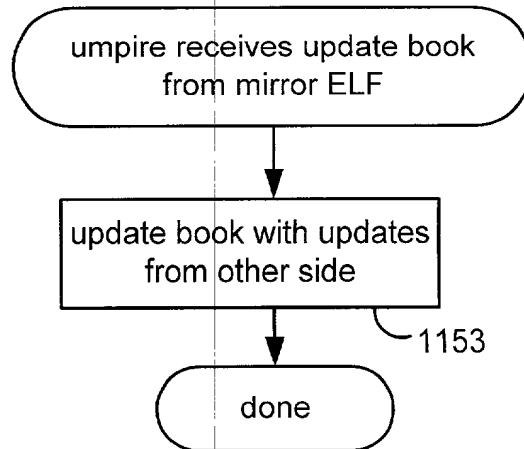 umpire receives update book
from mirror ELF
update book with updates
from other side
1153
done